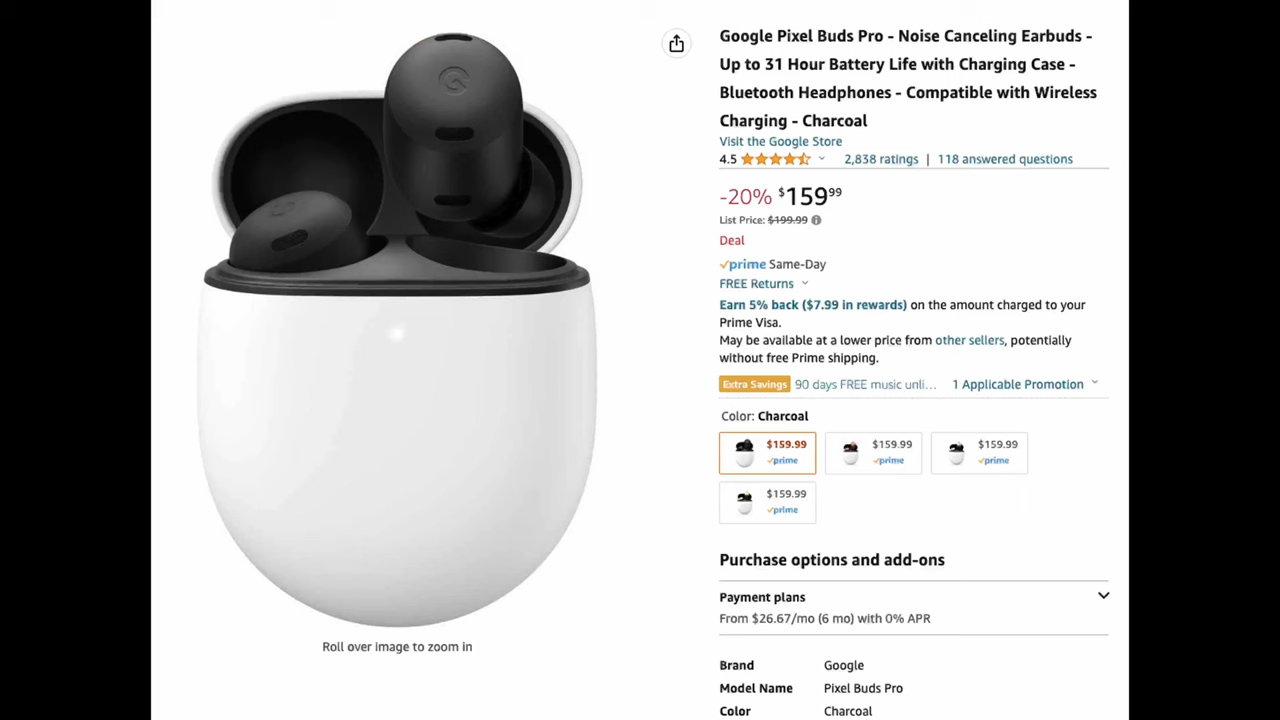 Google Pixel Buds Pro - Noise Canceling Earbuds -
Up to 31 Hour Battery Life with Charging Case -
Bluetooth Headphones - Compatible with Wireless
Charging - Charcoal
Visit the Google Store
4.5 2,838 ratings | 118 answered questions
-20% $159 99
List Price: $199.99
Deal
prime Same-Day
FREE Returns
Earn 5% back ($7.99 in rewards) on the amount charged to your
Prime Visa.
May be available at a lower price from other sellers, potentially
without free Prime shipping.
Extra Savings 90 days FREE music unli... 1 Applicable Promotion
Color: Charcoal
$159.99 $159.99 $159.99
prime prime prime
$159.99
prime
Purchase options and add-ons
Payment plans
From $26.67/mo (6 mo) with 0% APR
Brand Google
Model Name Pixel Buds Pro
Color Charcoal
Roll over image to zoom in